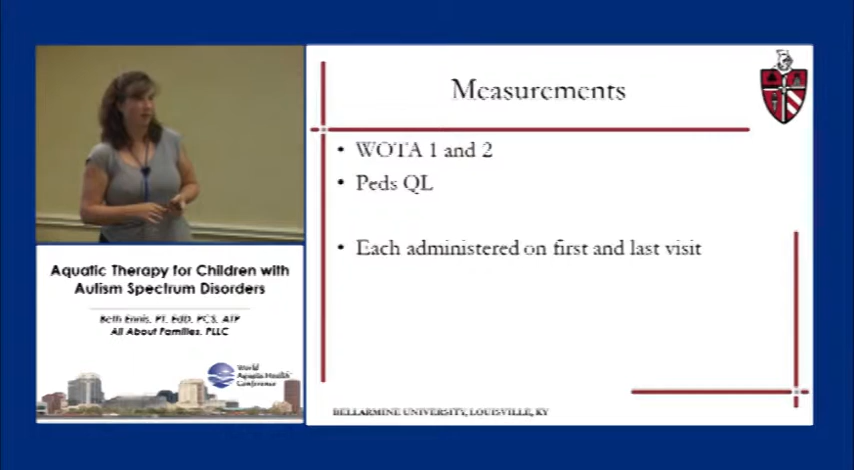 Measurements
• WOTA 1 and 2
• Peds QL
• Each administered on first and last visit
BELLARMINE UNIVERSITY, LOUISVILLE, KY
Aquatic Therapy for Children with
Autism Spectrum Disorders
Beth Ennis, PT, EdD, PCS, ATP
All About Families, PLLC
World
Aquatic Health
Conference